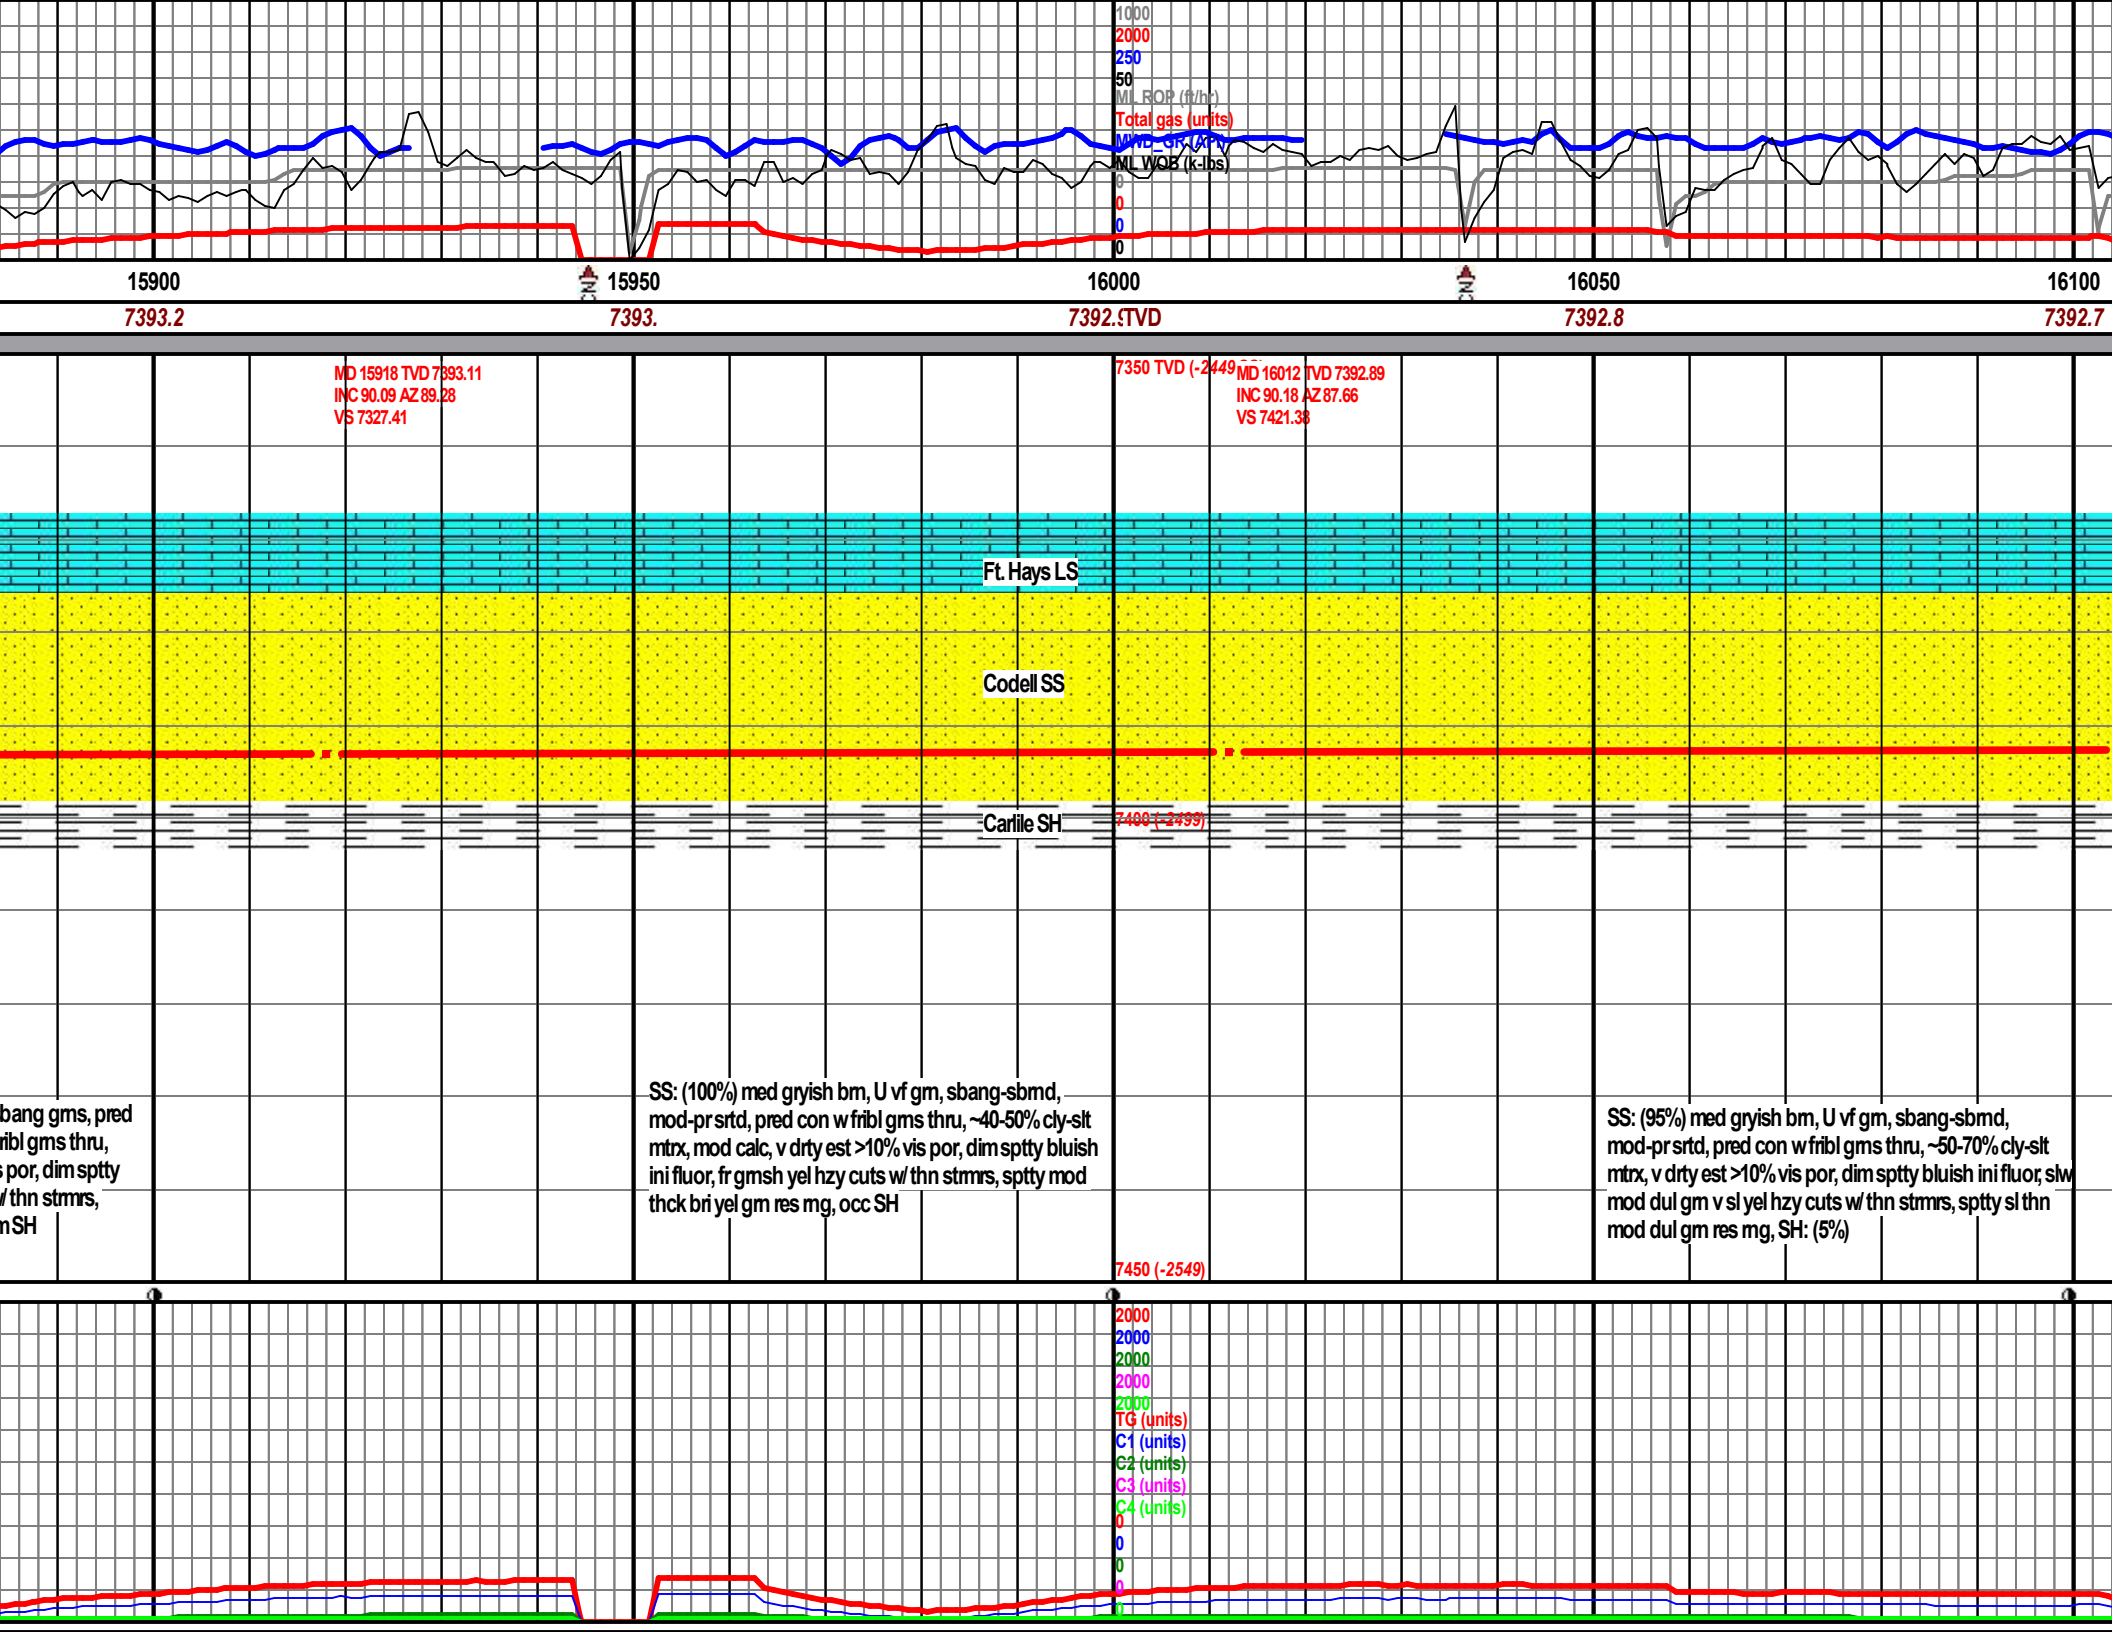 1000
2000
250
50
ML ROP (ft/hr)
Total gas (units)
MWD_GR (API)
ML WOB (k-lbs)
0
0
0
0
15900
15950
16000
16050
16100
7393.2
7393.
7392.9
TVD
7392.8
7392.7
MD 15918 TVD 7393.11
INC 90.09 AZ 89.28
VS 7327.41
7350 TVD (-2449
MD 16012 TVD 7392.89
INC 90.18 AZ 87.66
VS 7421.38
Ft. Hays LS
Codell SS
Carlile SH
7400 (-2499)
bang grns, pred
ribl grns thru,
s por, dim sptty
w/ thn strmrs,
m SH
SS: (100%) med gryish brn, U vf grn, sbang-sbrnd,
mod-pr srtd, pred con w fribl grns thru, ~40-50% cly-slt
mtrx, mod calc, v drty est >10% vis por, dim sptty bluish
ini fluor, fr grnsh yel hzy cuts w/ thn strmrs, sptty mod
thck bri yel grn res rng, occ SH
SS: (95%) med gryish brn, U vf grn, sbang-sbrnd,
mod-pr srtd, pred con w fribl grns thru, ~50-70% cly-slt
mtrx, v drty est >10% vis por, dim sptty bluish ini fluor, slw
mod dul grn v sl yel hzy cuts w/ thn strmrs, sptty sl thn
mod dul grn res rng, SH: (5%)
7450 (-2549)
2000
2000
2000
2000
2000
TG (units)
C1 (units)
C2 (units)
C3 (units)
C4 (units)
0
0
0
0
0